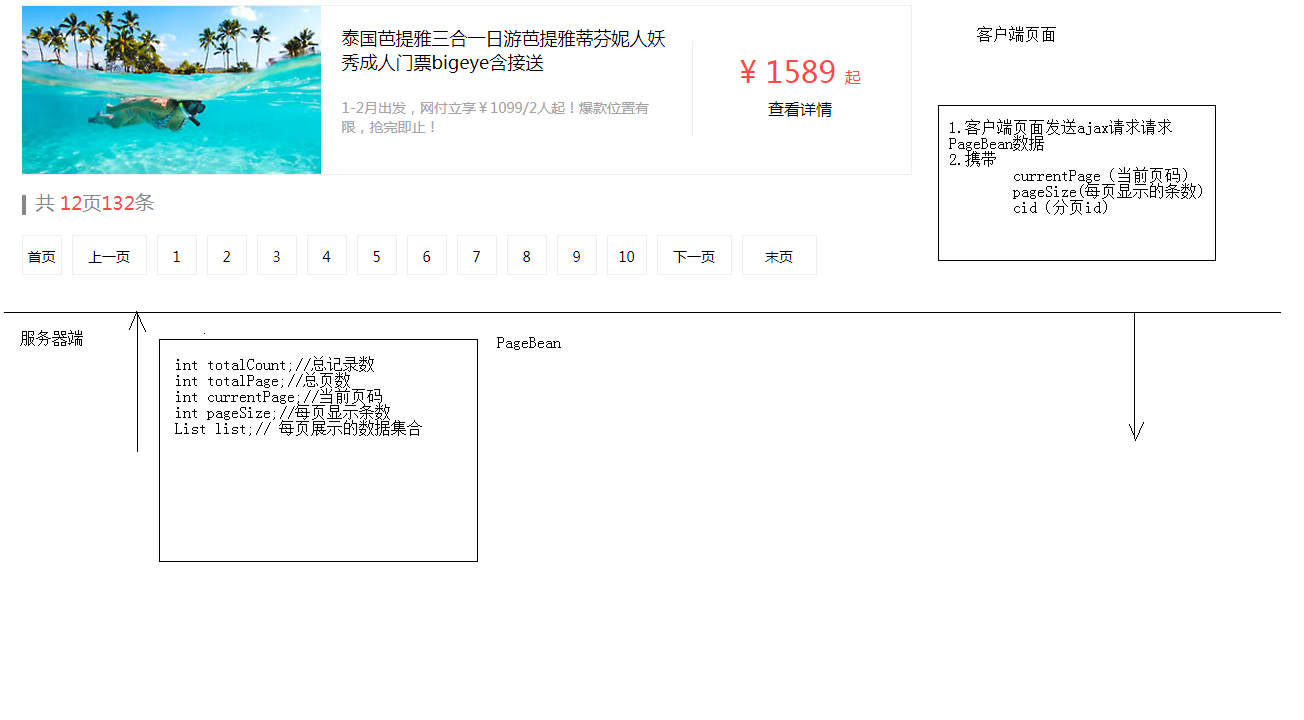 泰国芭提雅三合一日游芭提雅蒂芬妮人妖
秀成人门票bigeye含接送
1-2月出发，网付立享￥1099/2人起！爆款位置有
限，抢完即止！
￥ 1589 起
查看详情
客户端页面
1.客户端页面发送ajax请求请求
PageBean数据
2.携带
currentPage（当前页码）
pageSize(每页显示的条数)
cid（分页id）
共 12页132条
首页 上一页 1 2 3 4 5 6 7 8 9 10 下一页 末页
服务器端
PageBean
int totalCount;//总记录数
int totalPage;//总页数
int currentPage;//当前页码
int pageSize;//每页显示条数
List list;// 每页展示的数据集合